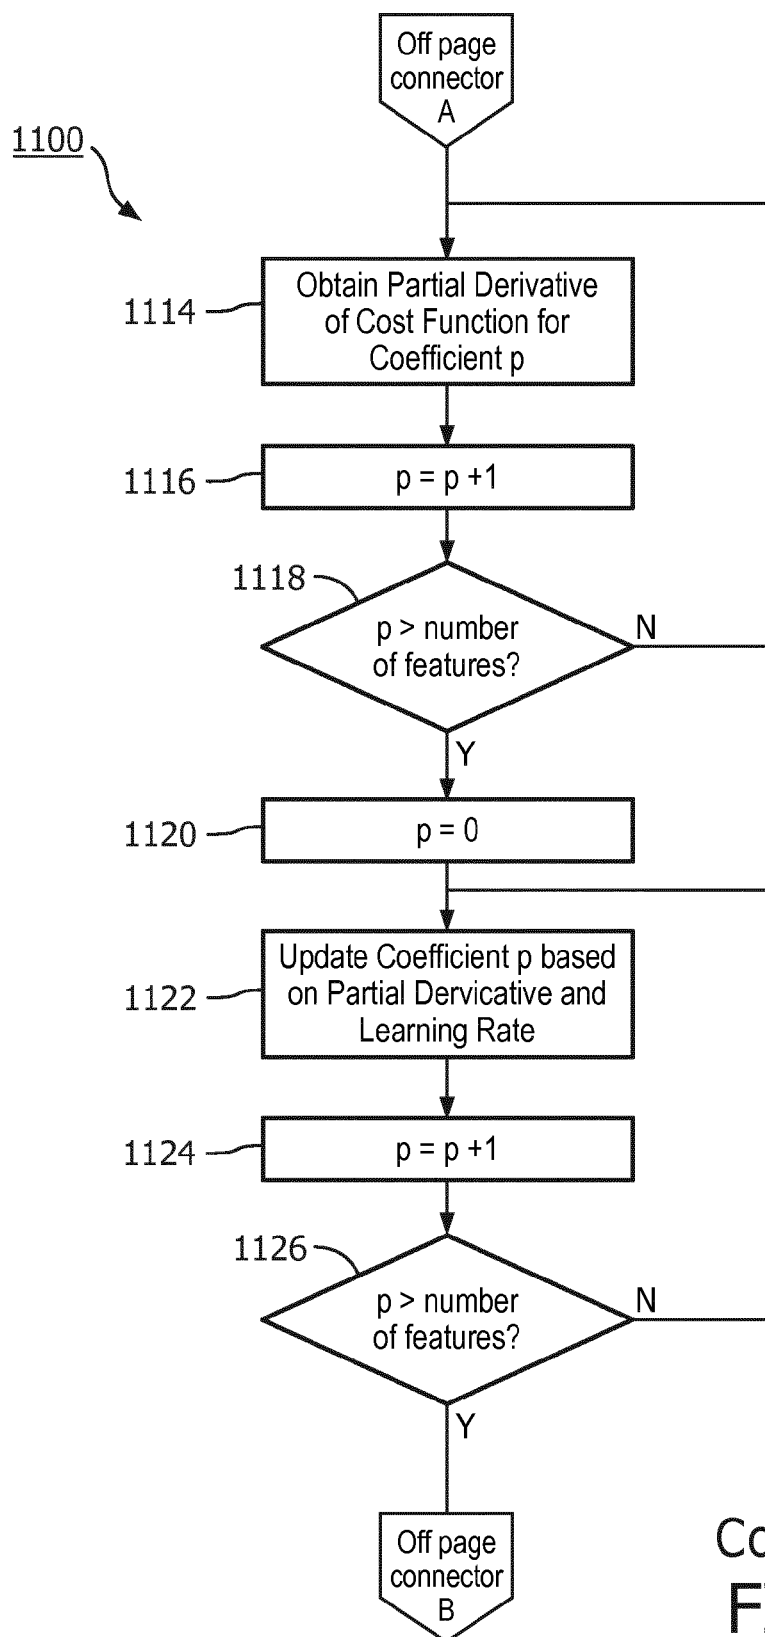 Off page
connector
A
1100
Obtain Partial Derivative
of Cost Function for
Coefficient p
1114
p = p +1
1116
1118
p > number
of features?
N
Y
p = 0
1120
Update Coefficient p based
on Partial Dervicative and
Learning Rate
1122
p = p +1
1124
1126
p > number
of features?
N
Y
Off page
connector
B